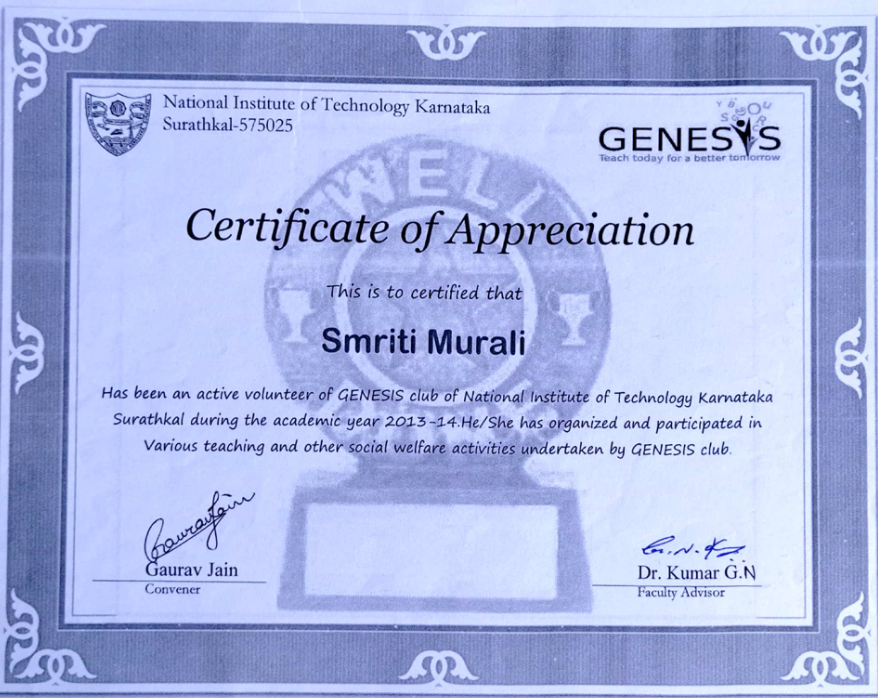 National Institute of Technology Karnataka
Surathkal-575025
GENESYS
Teach today for a better tomorrow
WELL
Certificate of Appreciation
This is to certified that
Smriti Murali
Has been an active volunteer of GENESIS club of National Institute of Technology Karnataka
Surathkal during the academic year 2013-14.He/She has organized and participated in
Various teaching and other social welfare activities undertaken by GENESIS club.
Gaurav Jain
Gaurav Jain
Convener
Dr. Kumar G.N
Faculty Advisor